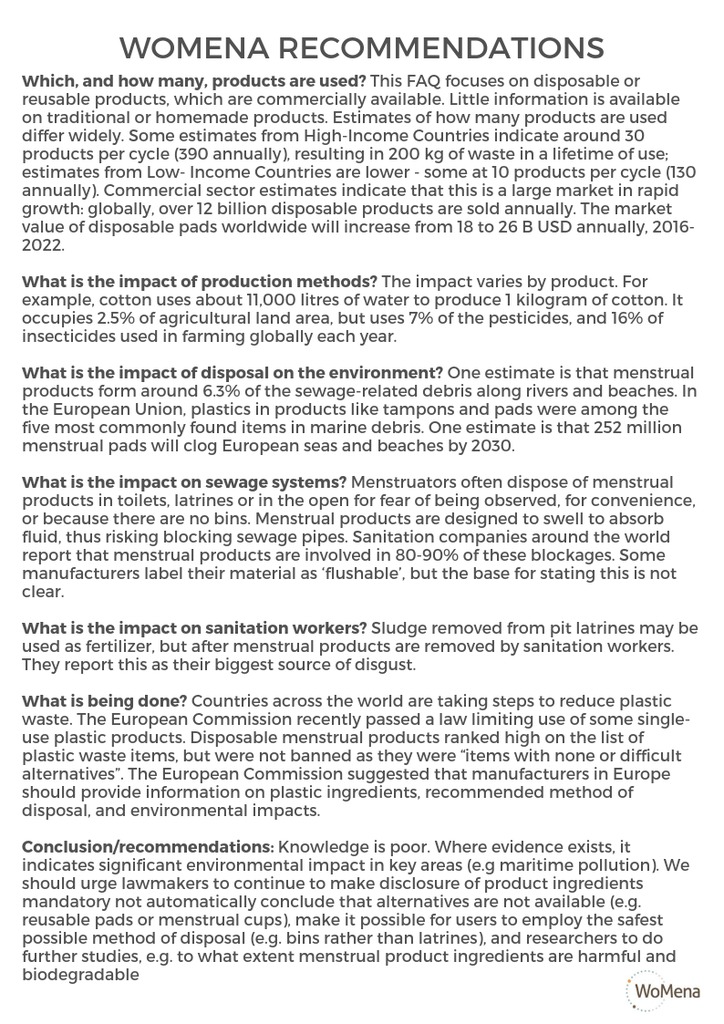 WOMENA RECOMMENDATIONS
Which, and how many, products are used? This FAQ focuses on disposable or
reusable products, which are commercially available. Little information is available
on traditional or homemade products. Estimates of how many products are used
differ widely. Some estimates from High-Income Countries indicate around 30
products per cycle (390 annually), resulting in 200 kg of waste in a lifetime of use;
estimates from Low- Income Countries are lower - some at 10 products per cycle (130
annually). Commercial sector estimates indicate that this is a large market in rapid
growth: globally, over 12 billion disposable products are sold annually. The market
value of disposable pads worldwide will increase from 18 to 26 B USD annually, 2016-
2022.
What is the impact of production methods? The impact varies by product. For
example, cotton uses about 11,000 litres of water to produce 1 kilogram of cotton. It
occupies 2.5% of agricultural land area, but uses 7% of the pesticides, and 16% of
insecticides used in farming globally each year.
What is the impact of disposal on the environment? One estimate is that menstrual
products form around 6.3% of the sewage-related debris along rivers and beaches. In
the European Union, plastics in products like tampons and pads were among the
five most commonly found items in marine debris. One estimate is that 252 million
menstrual pads will clog European seas and beaches by 2030.
What is the impact on sewage systems? Menstruators often dispose of menstrual
products in toilets, latrines or in the open for fear of being observed, for convenience,
or because there are no bins. Menstrual products are designed to swell to absorb
fluid, thus risking blocking sewage pipes. Sanitation companies around the world
report that menstrual products are involved in 80-90% of these blockages. Some
manufacturers label their material as ‘flushable’, but the base for stating this is not
clear.
What is the impact on sanitation workers? Sludge removed from pit latrines may be
used as fertilizer, but after menstrual products are removed by sanitation workers.
They report this as their biggest source of disgust.
What is being done? Countries across the world are taking steps to reduce plastic
waste. The European Commission recently passed a law limiting use of some single-
use plastic products. Disposable menstrual products ranked high on the list of
plastic waste items, but were not banned as they were “items with none or difficult
alternatives”. The European Commission suggested that manufacturers in Europe
should provide information on plastic ingredients, recommended method of
disposal, and environmental impacts.
Conclusion/recommendations: Knowledge is poor. Where evidence exists, it
indicates significant environmental impact in key areas (e.g maritime pollution). We
should urge lawmakers to continue to make disclosure of product ingredients
mandatory not automatically conclude that alternatives are not available (e.g.
reusable pads or menstrual cups), make it possible for users to employ the safest
possible method of disposal (e.g. bins rather than latrines), and researchers to do
further studies, e.g. to what extent menstrual product ingredients are harmful and
biodegradable
WoMena